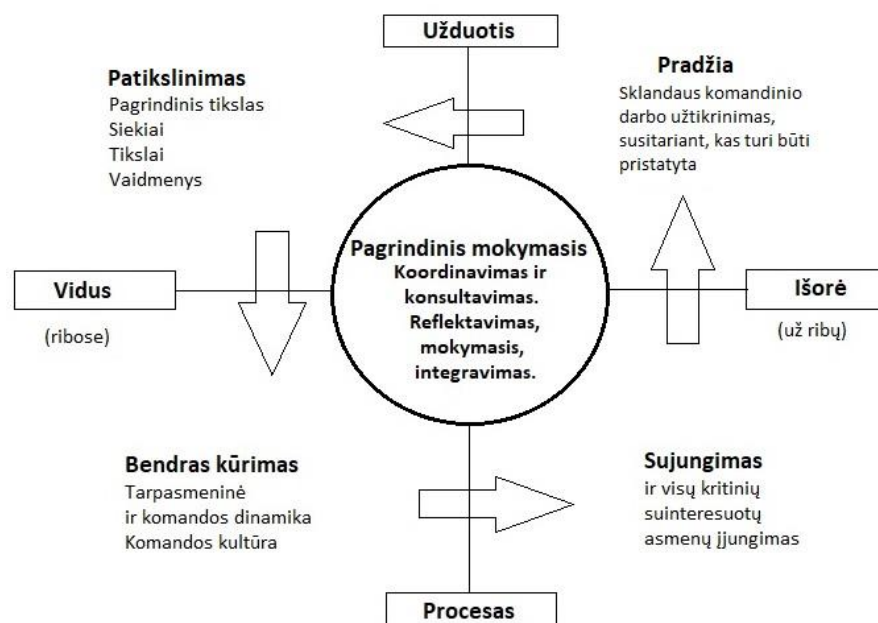 Užduotis
Patikslinimas
Pagrindinis tikslas
Siekiai
Tikslai
Vaidmenys
Pradžia
Sklandaus komandinio
darbo užtikrinimas,
susitariant, kas turi būti
pristatyta
Vidus
(ribose)
Pagrindinis mokymasis
Koordinavimas ir
konsultavimas.
Reflektavimas,
mokymasis,
integravimas.
Išorė
(už ribų)
Bendras kūrimas
Tarpasmeninė
ir komandos dinamika
Komandos kultūra
Sujungimas
ir visų kritinių
suinteresuotų
asmenų įjungimas
Procesas